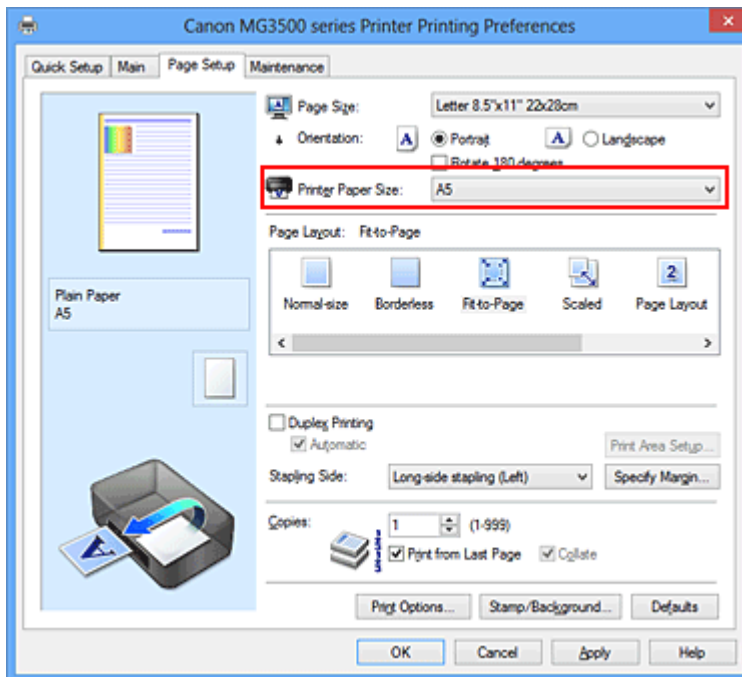 Canon MG3500 series Printer Printing Preferences
Quick Setup Main Page Setup Maintenance
Page Size: Letter 8.5"x11" 22x28cm
Orientation: A Portrait A Landscape
Rotate 180 degrees
Printer Paper Size: A5
Page Layout: Fit-to-Page
2
Normal-size Borderless Fit-to-Page Scaled Page Layout
Plain Paper
A5
Duplex Printing
Automatic Print Area Setup...
Stapling Side: Long-side stapling (Left) Specify Margin...
Copies: 1 (1-999)
Print from Last Page Collate
A
Print Options... Stamp/Background... Defaults
OK Cancel Apply Help